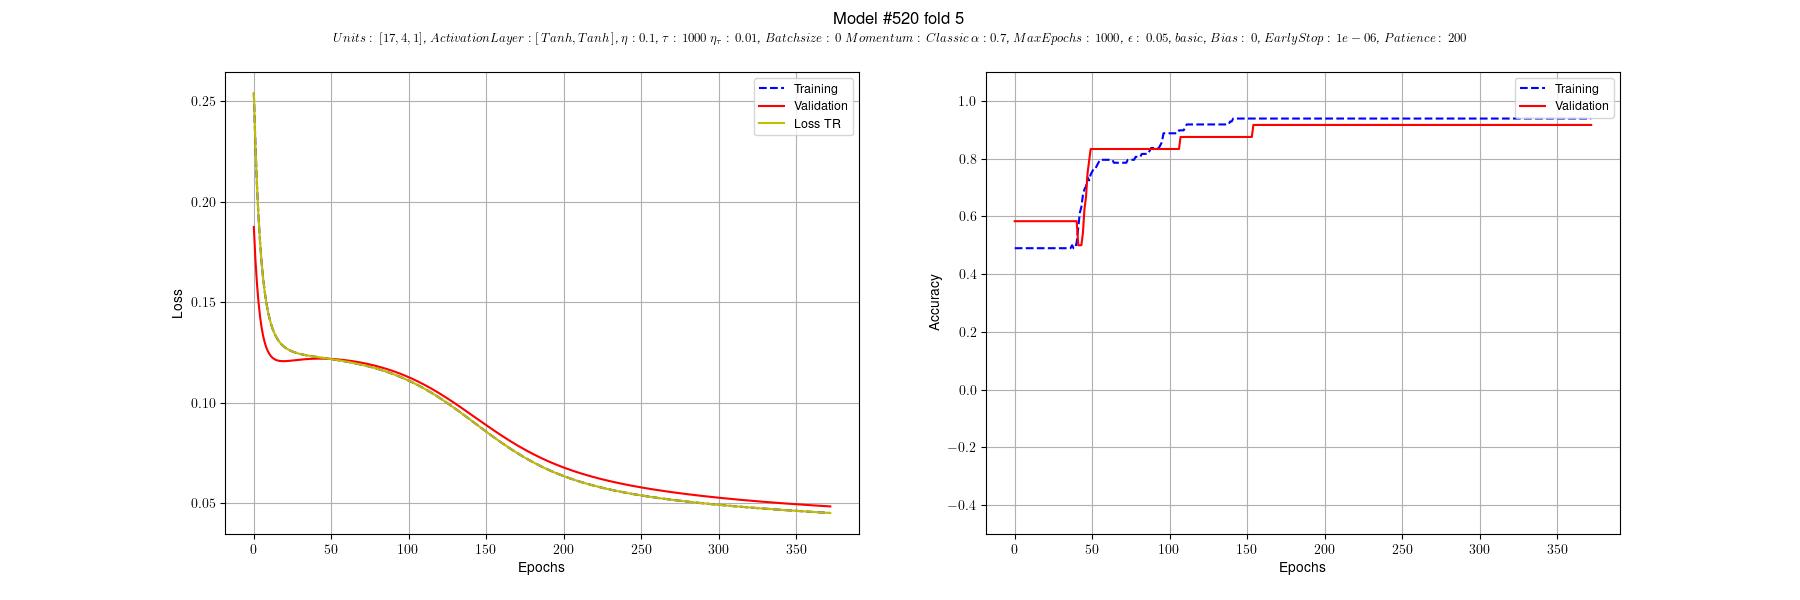 Model #520 fold 5
Units : [17, 4, 1], ActivationLayer : [Tanh, Tanh], η : 0.1, τ : 1000 η_τ : 0.01, Batchsize : 0 Momentum : Classic α : 0.7, MaxEpochs : 1000, ϵ : 0.05, basic, Bias : 0, EarlyStop : 1e − 06, Patience : 200
Training
Validation
Loss TR
0.25
0.20
0.15
0.10
0.05
Loss
0 50 100 150 200 250 300 350
Epochs
Training
Validation
1.0
0.8
0.6
0.4
0.2
0.0
−0.2
−0.4
Accuracy
0 50 100 150 200 250 300 350
Epochs